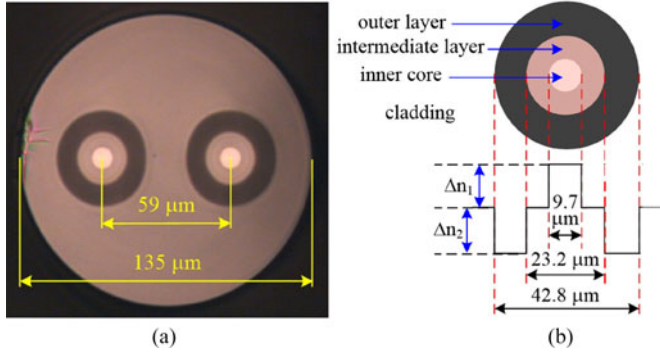 59 μm
135 μm
(a)
outer layer
intermediate layer
inner core
cladding
Δn₁
Δn₂
9.7
μm
23.2 μm
42.8 μm
(b)